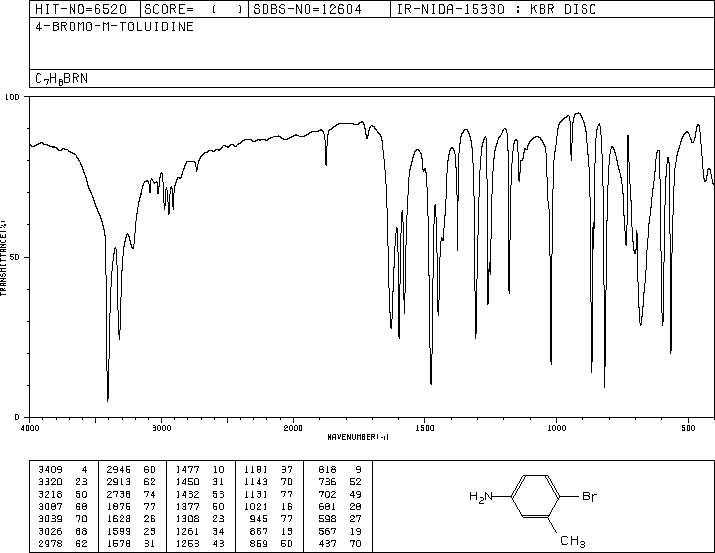 HIT-NO=6520 SCORE= ( ) SDBS-NO=12604 IR-NIDA-15330 : KBR DISC
4-BROMO-M-TOLUIDINE
C7H8BRN
100
50
0
TRANSMITTANCE(%)
4000 3000 2000 1500 1000 500
WAVENUMBER(-1)
3409 4 2946 60 1477 10 1181 37 818 9
3320 23 2913 62 1450 31 1143 70 736 52
3218 50 2738 74 1432 53 1131 77 702 49
3087 68 1876 77 1377 50 1021 16 681 28
3039 70 1628 26 1308 23 945 77 598 27
3026 68 1599 23 1261 34 867 13 567 19
2978 62 1578 31 1253 43 859 50 437 70
H2N
Br
CH3